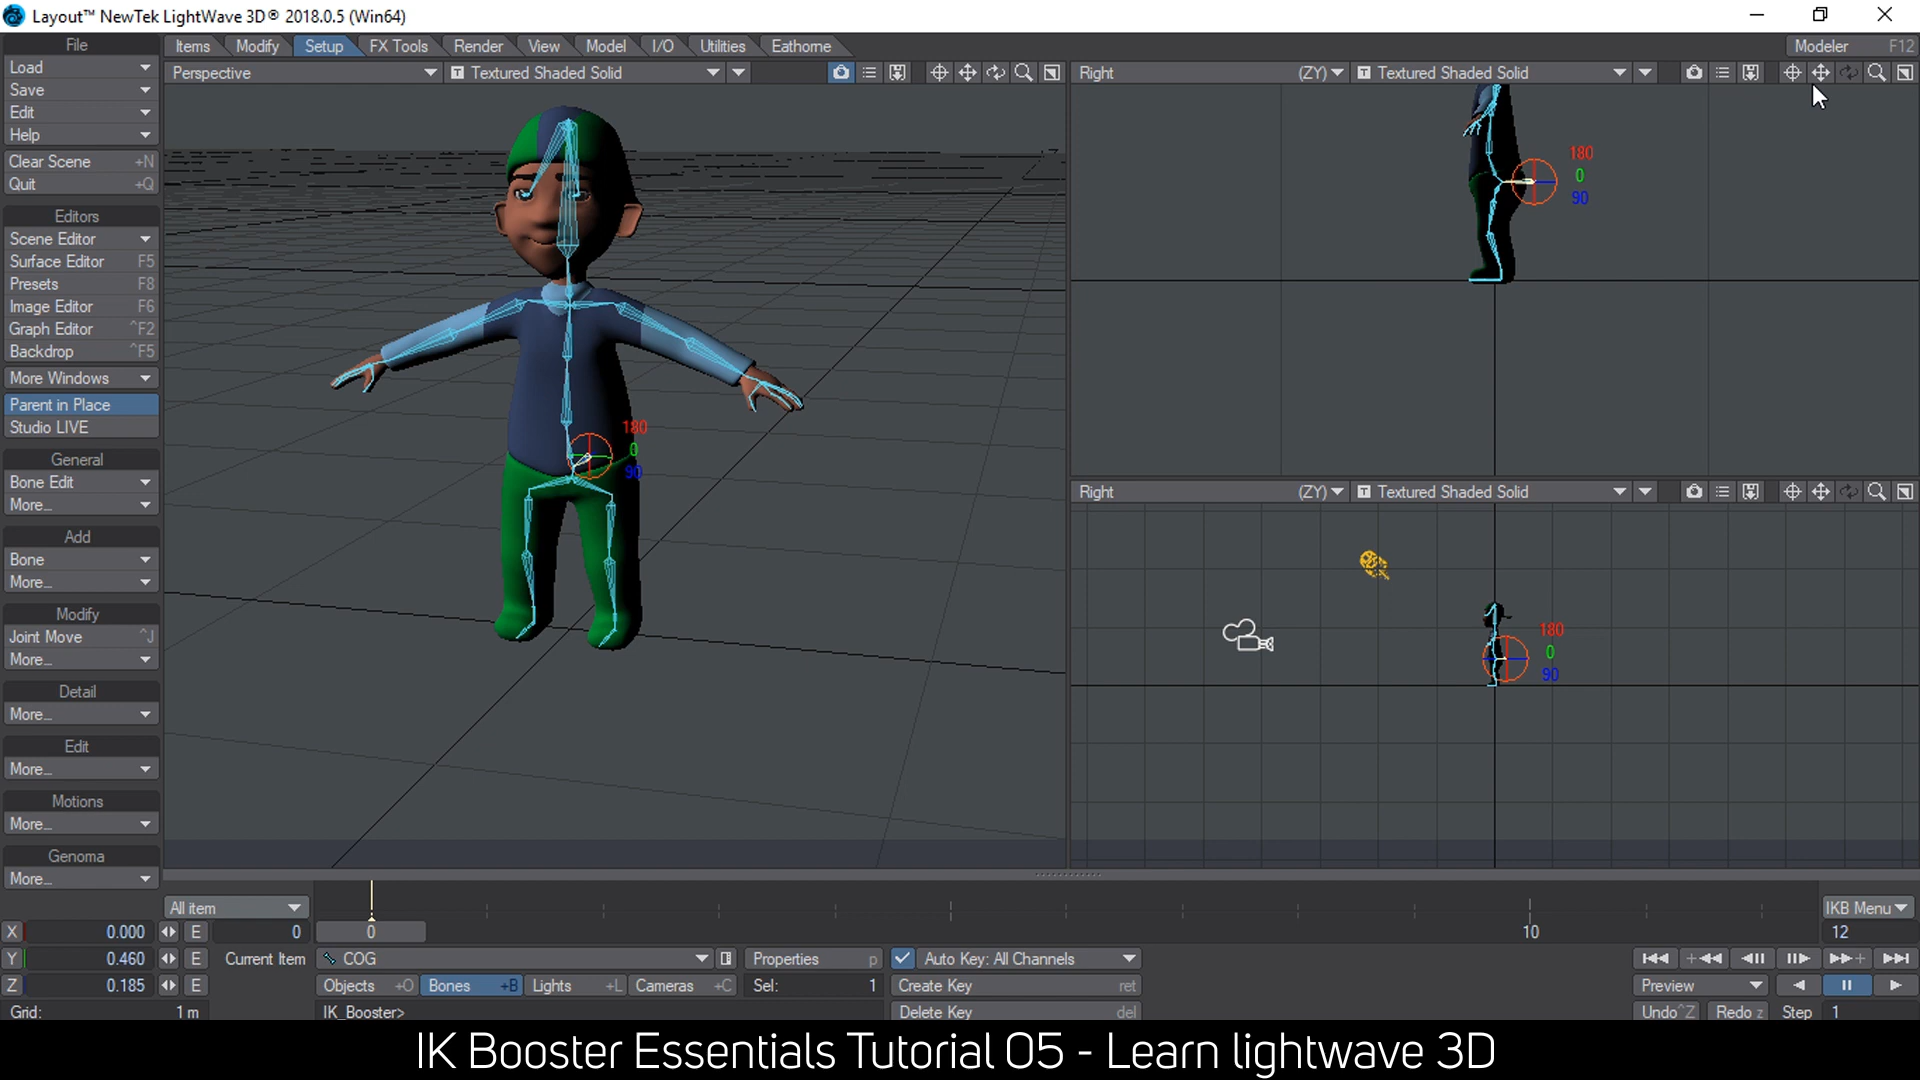 Layout™ NewTek LightWave 3D® 2018.0.5 (Win64)
File
Items Modify Setup FX Tools Render View Model I/O Utilities Eathome Modeler F12
Load
Perspective Textured Shaded Solid Right (ZY) Textured Shaded Solid
Save
Edit
Help
Clear Scene +N
Quit +Q
Editors
Scene Editor
Surface Editor F5
Presets F8
Image Editor F6
Graph Editor ^F2
Backdrop ^F5
More Windows
Parent in Place
Studio LIVE
General
Bone Edit
More...
Add
Bone
More...
Modify
Joint Move ^J
More...
Detail
More...
Edit
More...
Motions
More...
Genoma
More...
180
0
90
180
0
90
Right (ZY) Textured Shaded Solid
180
0
90
All item IKB Menu
X 0.000 E 0 0 10 12
Y 0.460 E Current Item COG Properties p Auto Key: All Channels
Z 0.185 E Objects +O Bones +B Lights +L Cameras +C Sel: 1 Create Key ret Preview
Grid: 1 m IK_Booster> Delete Key del Undo ^Z Redo z Step 1
IK Booster Essentials Tutorial 05 - Learn lightwave 3D